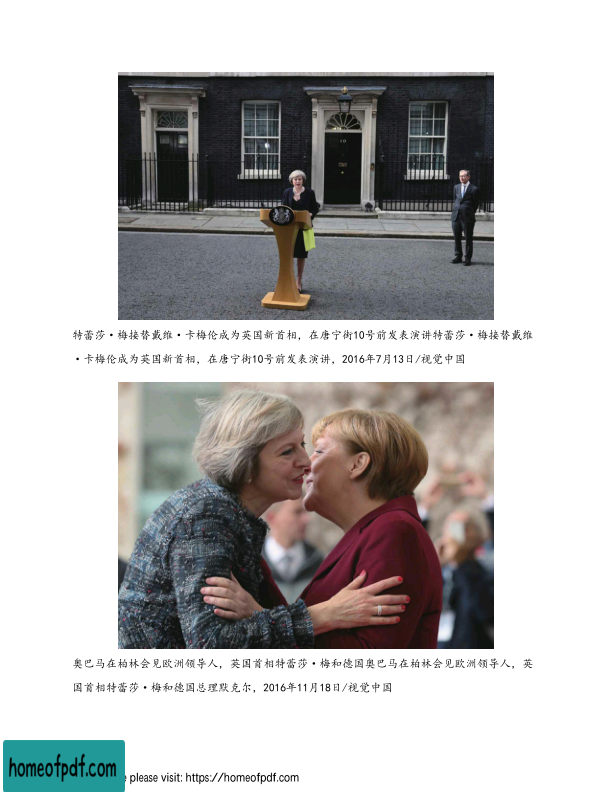 特蕾莎·梅接替戴维·卡梅伦成为英国新首相，在唐宁街10号前发表演讲特蕾莎·梅接替戴维
·卡梅伦成为英国新首相，在唐宁街10号前发表演讲，2016年7月13日/视觉中国
奥巴马在柏林会见欧洲领导人，英国首相特蕾莎·梅和德国奥巴马在柏林会见欧洲领导人，英
国首相特蕾莎·梅和德国总理默克尔，2016年11月18日/视觉中国
homeofpdf.com
please visit: https://homeofpdf.com